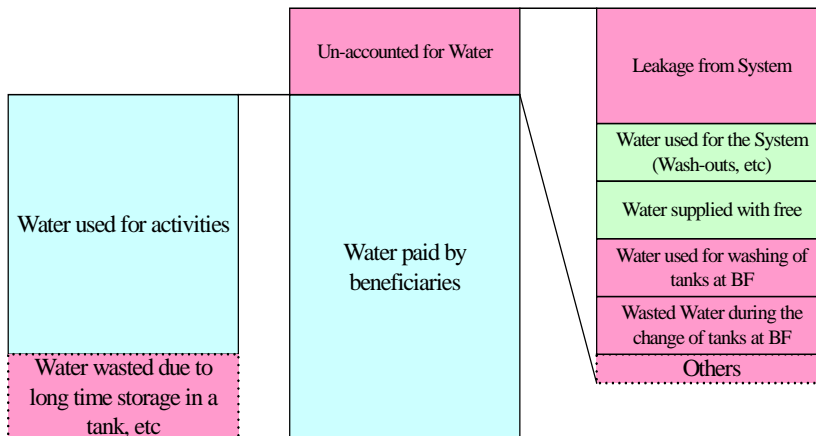 Un-accounted for Water
Leakage from System
Water used for the System
(Wash-outs, etc)
Water supplied with free
Water used for washing of
tanks at BF
Wasted Water during the
change of tanks at BF
Others
Water used for activities
Water paid by
beneficiaries
Water wasted due to
long time storage in a
tank, etc